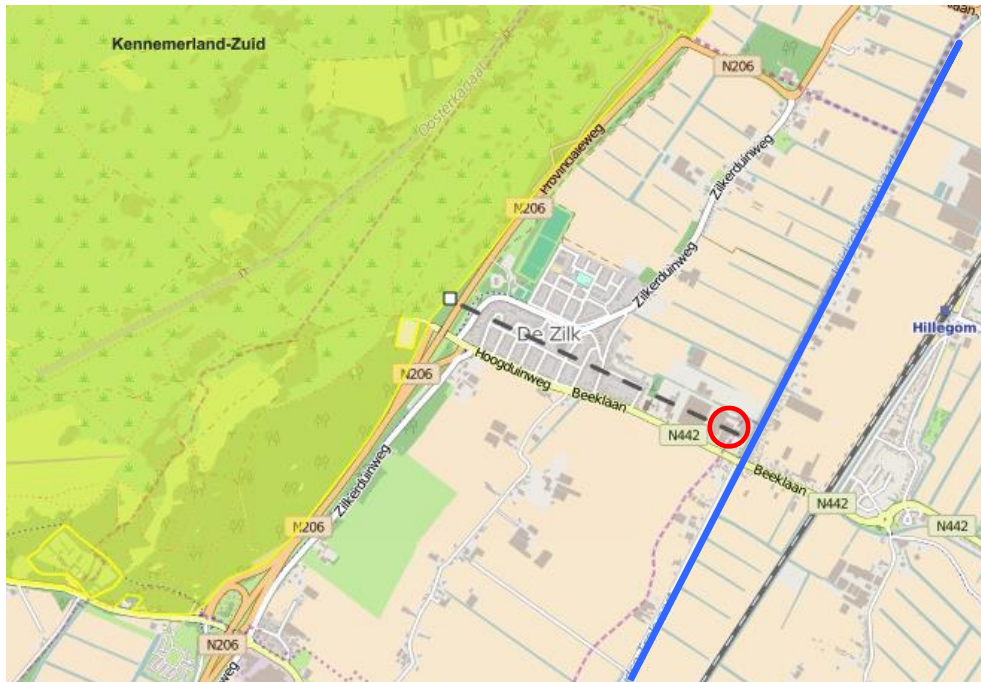 Kennemerland-Zuid
N206
Oosterkanaal
Provincialeweg
Zilkerduinweg
N206
Zilkerduinweg
De Zilk
Hillegom
N206
Hoogduinweg
Beeklaan
N442
Zilkerduinweg
Beeklaan
N442
N442
N206
N206